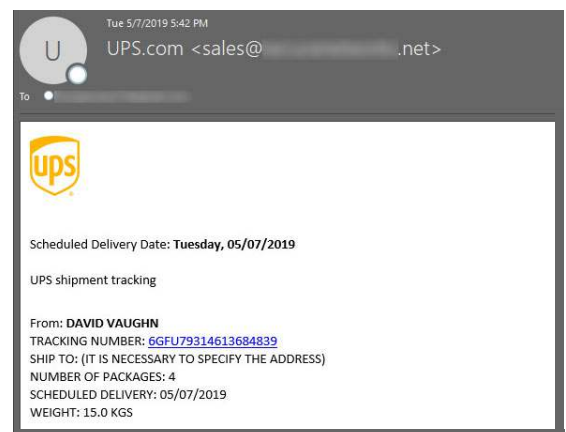 Tue 5/7/2019 5:42 PM
U
UPS.com <sales@ .net>
To
ups
Scheduled Delivery Date: Tuesday, 05/07/2019
UPS shipment tracking
From: DAVID VAUGHN
TRACKING NUMBER: 6GFU79314613684839
SHIP TO: (IT IS NECESSARY TO SPECIFY THE ADDRESS)
NUMBER OF PACKAGES: 4
SCHEDULED DELIVERY: 05/07/2019
WEIGHT: 15.0 KGS